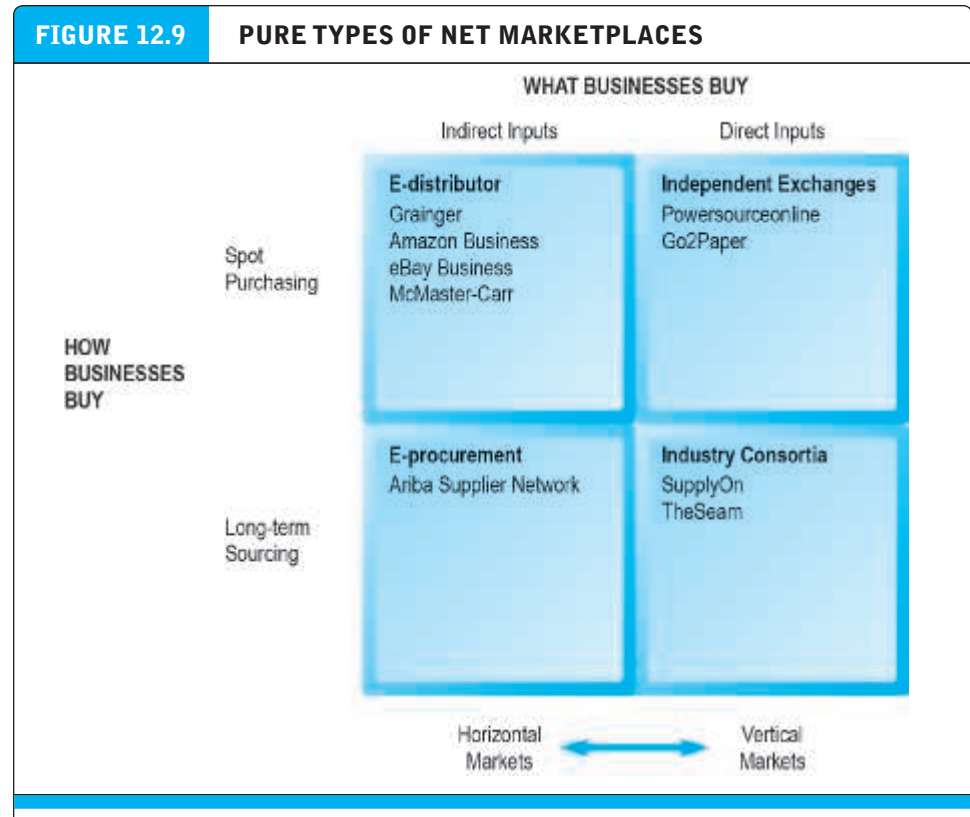 FIGURE 12.9 PURE TYPES OF NET MARKETPLACES
WHAT BUSINESSES BUY
Indirect Inputs Direct Inputs
E-distributor
Grainger
Amazon Business
eBay Business
McMaster-Carr
Independent Exchanges
Powersourceonline
Go2Paper
Spot
Purchasing
HOW
BUSINESSES
BUY
E-procurement
Ariba Supplier Network
Industry Consortia
SupplyOn
TheSeam
Long-term
Sourcing
Horizontal
Markets
Vertical
Markets